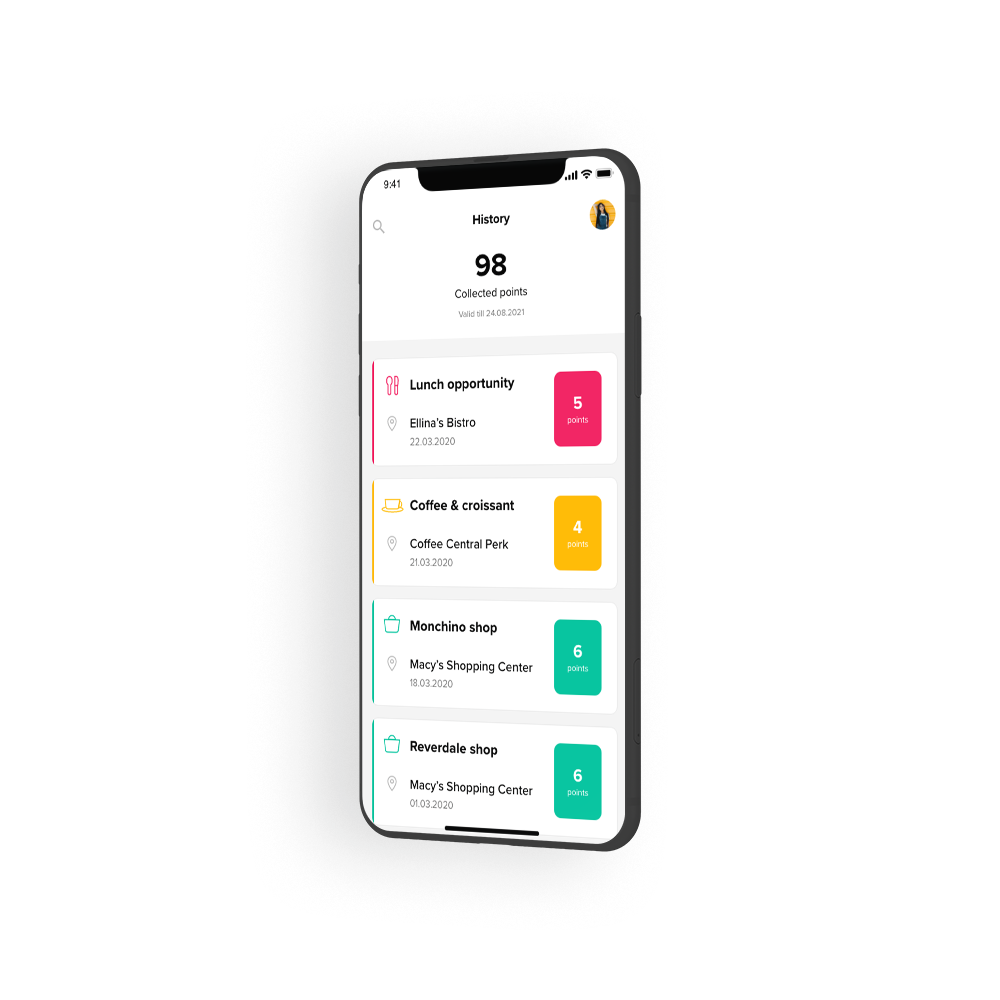 9:41
History
98
Collected points
Valid till 24.08.2021
Lunch opportunity
Ellina's Bistro
22.03.2020
5
points
Coffee & croissant
Coffee Central Perk
21.03.2020
4
points
Monchino shop
Macy's Shopping Center
18.03.2020
6
points
Reverdale shop
Macy's Shopping Center
01.03.2020
6
points